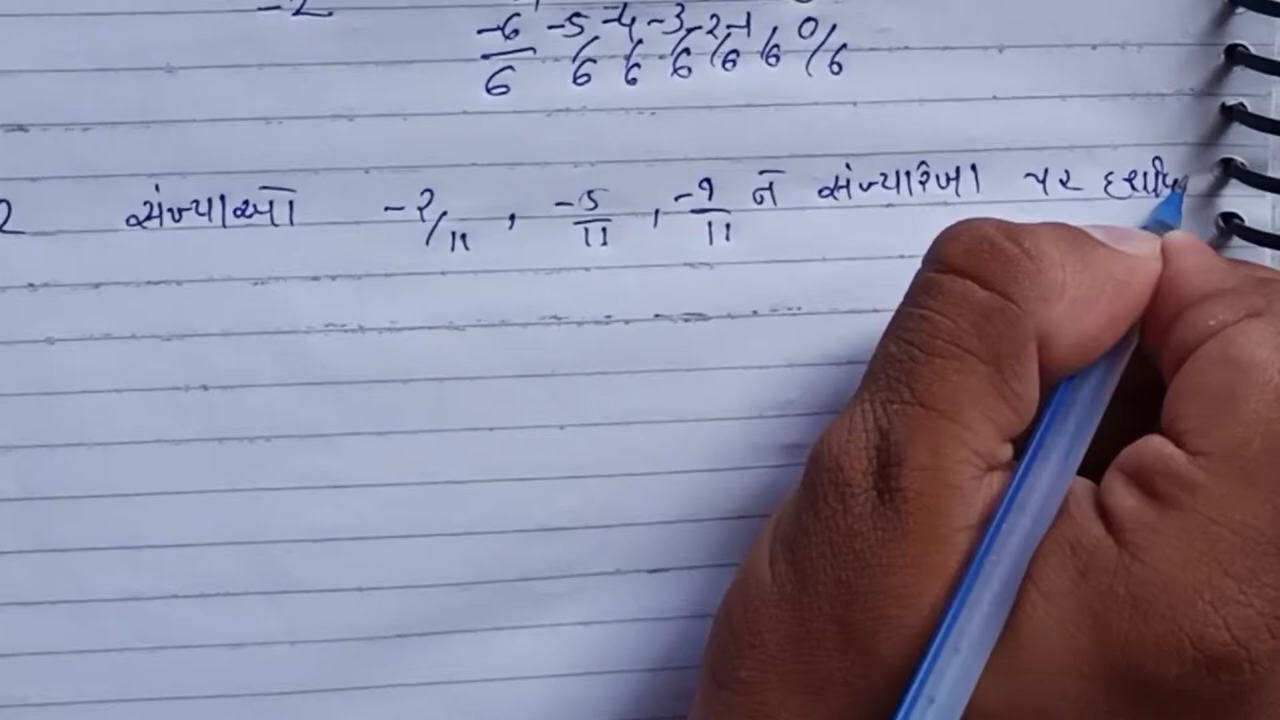 -2
-6/6 -5/6 -4/6 -3/6 -2/6 -1/6 0/6
2 સંખ્યાઓ -2/11 , -5/11 , -9/11 ને સંખ્યારેખા પર દર્શાવ